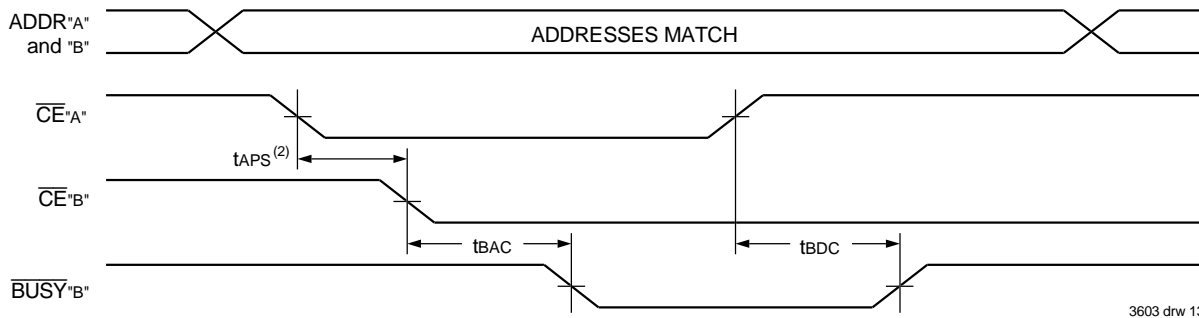 ADDR"A"
and "B"
ADDRESSES MATCH
CE"A"
tAPS(2)
CE"B"
tBAC
tBDC
BUSY"B"
3603 drw 13